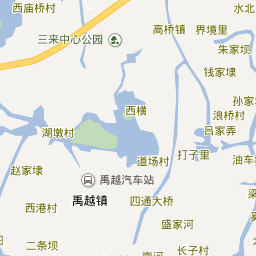 西庙桥村
水北
高桥镇
界境里
三来中心公园
朱家坝
钱家埭
西横
孙家
浪桥村
吕家弄
湖墩村
打子里
道场村
油车
赵家埭
禹越汽车站
西港村
禹越镇
四通大桥
盛家河
二条坝
长子村